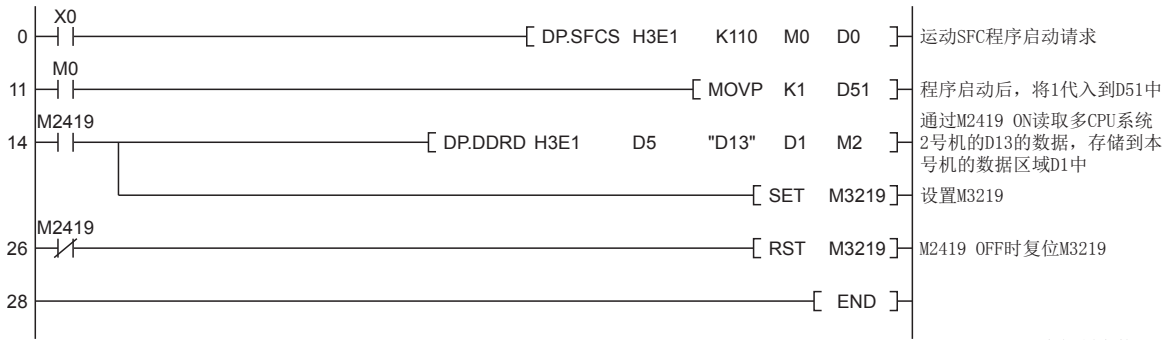 X0
0 DP.SFCS H3E1 K110 M0 D0 运动SFC程序启动请求
M0
11 MOVP K1 D51 程序启动后，将1代入到D51中
M2419
14 DP.DDRD H3E1 D5 "D13" D1 M2 通过M2419 ON读取多CPU系统
2号机的D13的数据，存储到本
号机的数据区域D1中
SET M3219 设置M3219
M2419
26 RST M3219 M2419 OFF时复位M3219
28 END